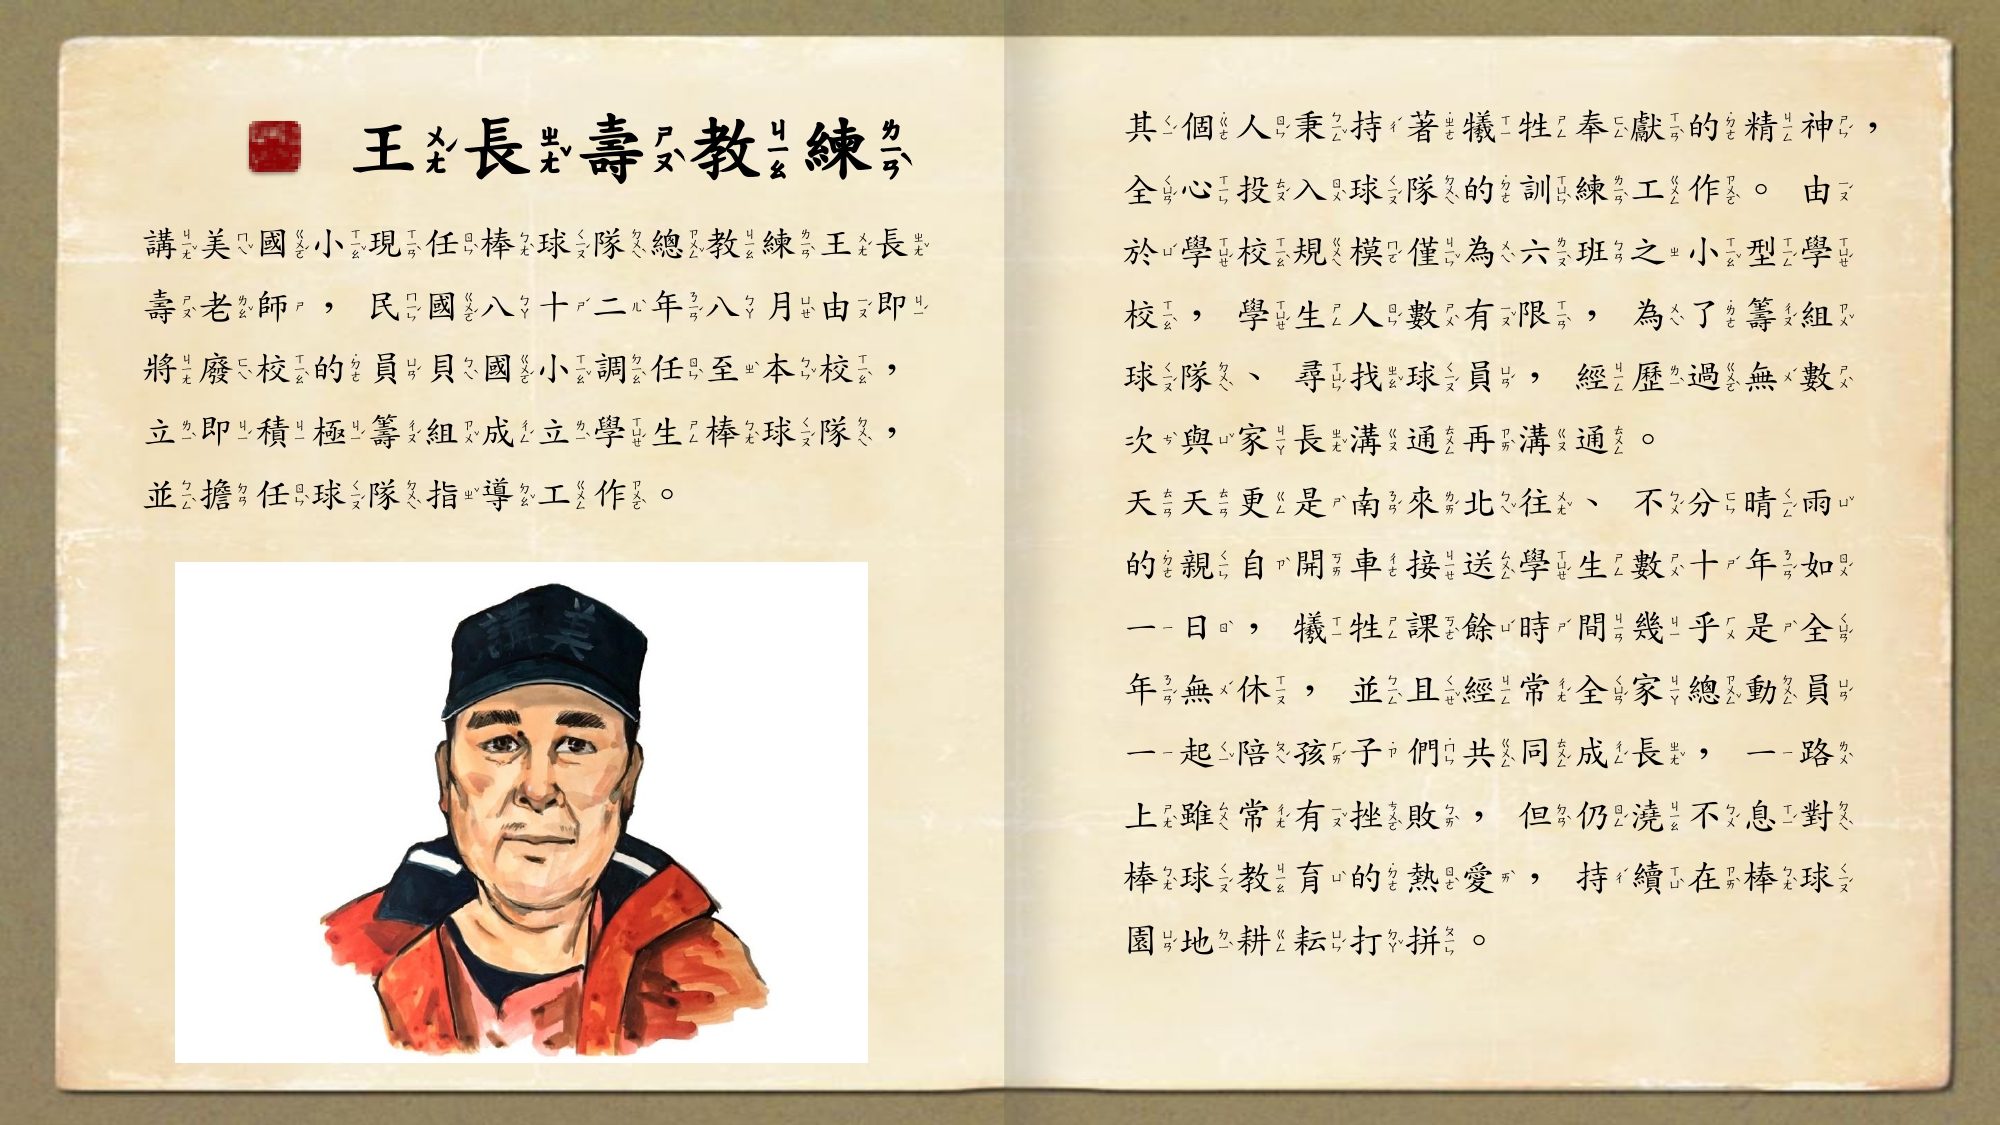 王長壽教練
講美國小現任棒球隊總教練王長
壽老師，民國八十二年八月由即
將廢校的員貝國小調任至本校，
立即積極籌組成立學生棒球隊，
並擔任球隊指導工作。
講美
其個人秉持著犧牲奉獻的精神，
全心投入球隊的訓練工作。由
於學校規模僅為六班之小型學
校，學生人數有限，為了籌組
球隊、尋找球員，經歷過無數
次與家長溝通再溝通。
天天更是南來北往、不分晴雨
的親自開車接送學生數十年如
一日，犧牲課餘時間幾乎是全
年無休，並且經常全家總動員
一起陪孩子們共同成長，一路
上雖常有挫敗，但仍澆不息對
棒球教育的熱愛，持續在棒球
園地耕耘打拼。